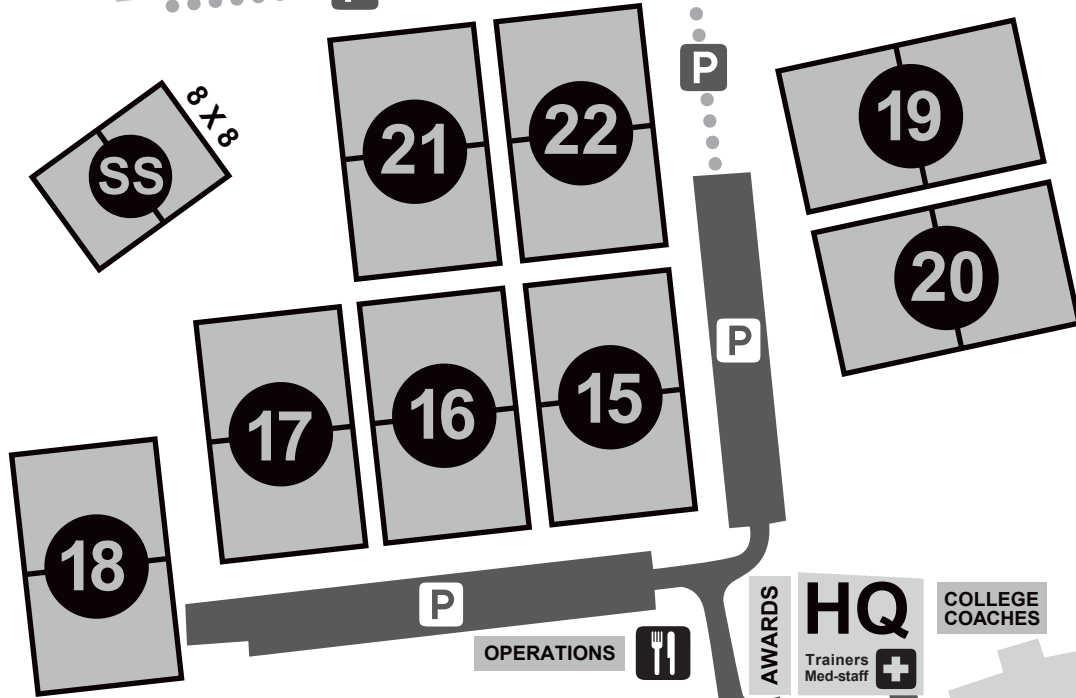 P
22
21
P
19
8 X 8
SS
20
P
15
16
17
18
P
AWARDS
HQ
Trainers
Med-staff
COLLEGE
COACHES
OPERATIONS